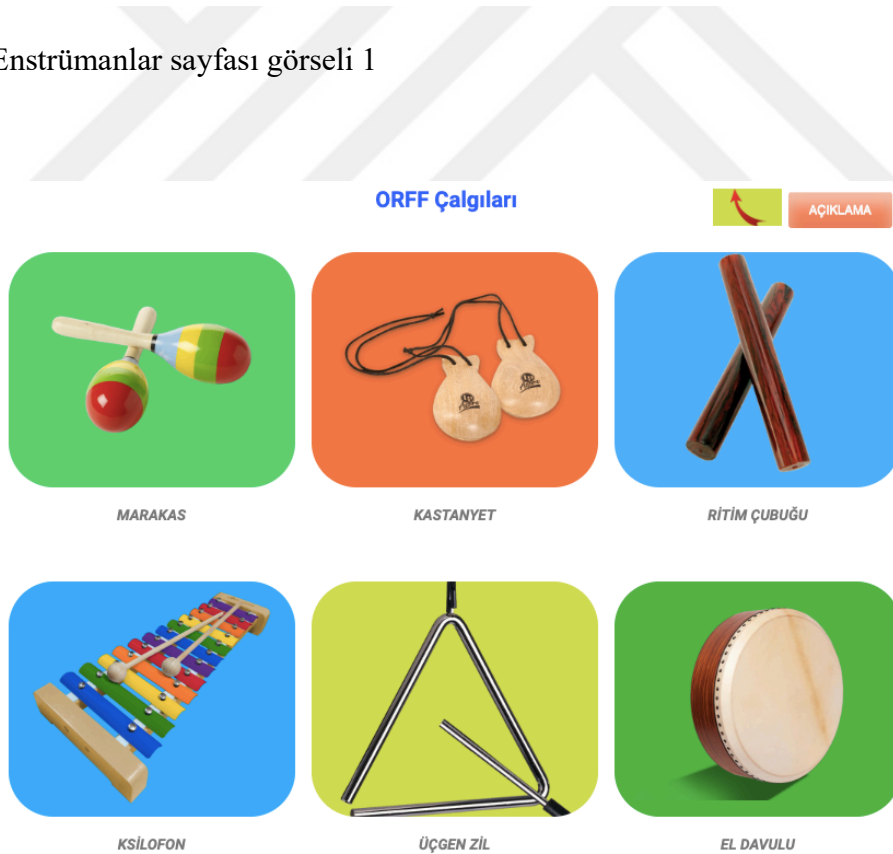 Enstrümanlar sayfası görseli 1
ORFF Çalgıları
AÇIKLAMA
MARAKAS
KASTANYET
RİTİM ÇUBUĞU
KSİLOFON
ÜÇGEN ZİL
EL DAVULU